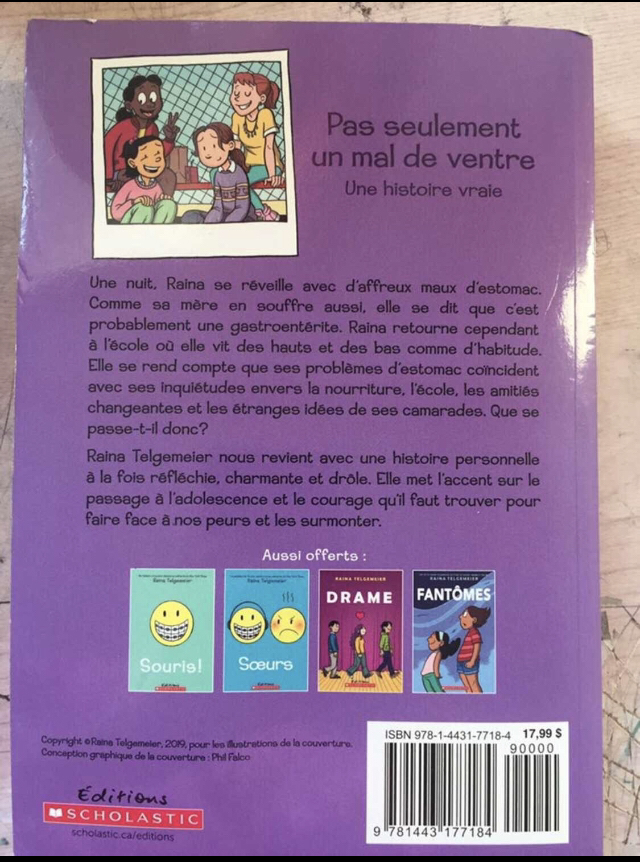 Pas seulement
un mal de ventre
Une histoire vraie
Une nuit, Raina se réveille avec d'affreux maux d'estomac.
Comme sa mère en souffre aussi, elle se dit que c'est
probablement une gastroentérite. Raina retourne cependant
à l'école où elle vit des hauts et des bas comme d'habitude.
Elle se rend compte que ses problèmes d'estomac coïncident
avec ses inquiétudes envers la nourriture, l'école, les amitiés
changeantes et les étranges idées de ses camarades. Que se
passe-t-il donc?
Raina Telgemeier nous revient avec une histoire personnelle
à la fois réfléchie, charmante et drôle. Elle met l'accent sur le
passage à l'adolescence et le courage qu'il faut trouver pour
faire face à nos peurs et les surmonter.
Aussi offerts :
Raina Telgemeier
Souris!
Raina Telgemeier
Sœurs
RAINA TELGEMEIER
DRAME
RAINA TELGEMEIER
FANTÔMES
Copyright © Raina Telgemeier, 2019, pour les illustrations de la couverture.
Conception graphique de la couverture : Phil Falco
Éditions
SCHOLASTIC
scholastic.ca/editions
ISBN 978-1-4431-7718-4 17,99 $
90000
9 781443 177184